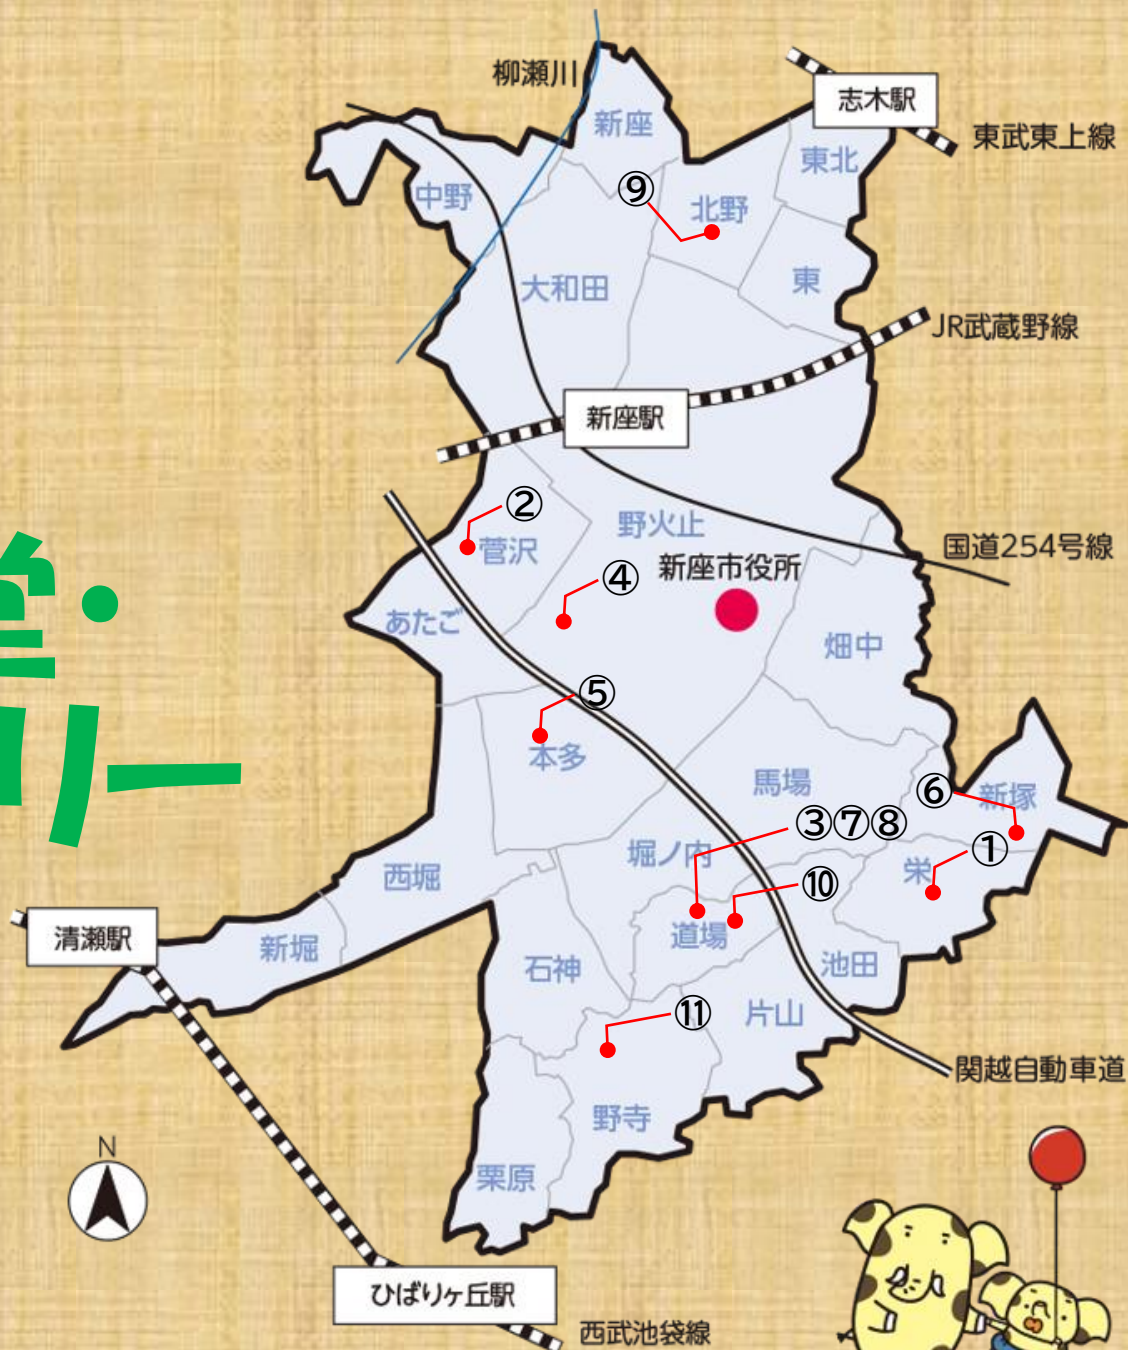 柳瀬川
志木駅
東武東上線
新座
東北
中野
⑨
北野
大和田
東
JR武蔵野線
新座駅
②
菅沢
野火止
国道254号線
新座市役所
④
あたご
畑中
⑤
本多
馬場
⑥
新塚
③⑦⑧
①
堀ノ内
栄
西堀
⑩
清瀬駅
新堀
道場
石神
池田
⑪
片山
関越自動車道
野寺
N
栗原
ひばりヶ丘駅
西武池袋線
リー